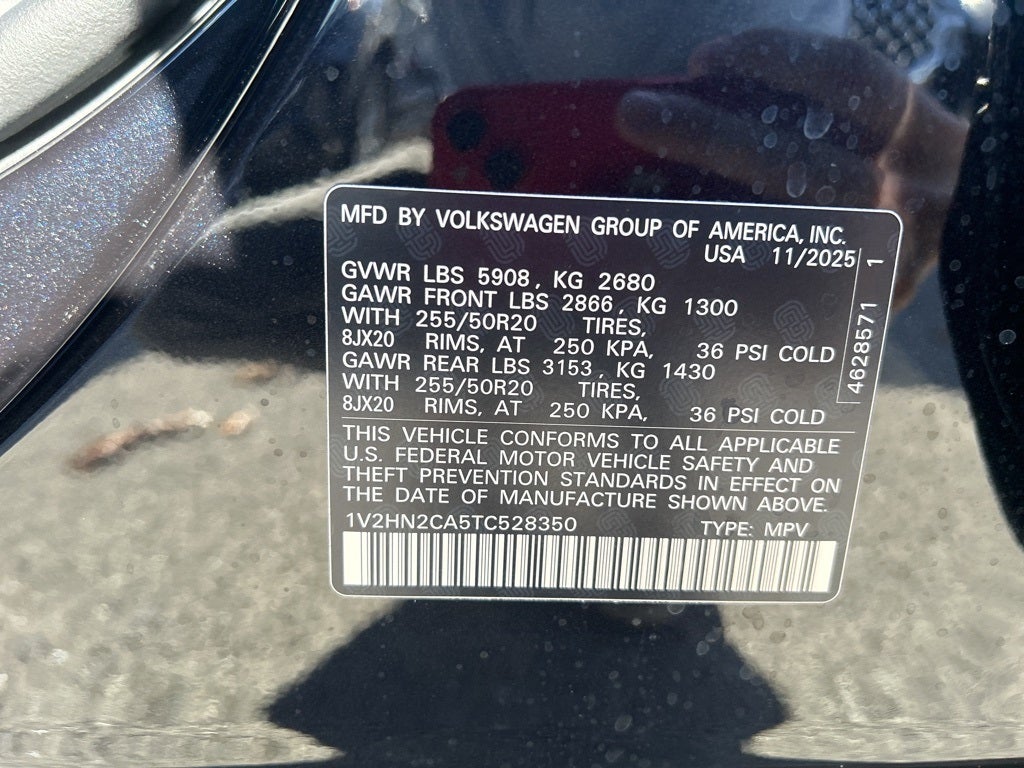 MFD BY VOLKSWAGEN GROUP OF AMERICA, INC.
USA 11/2025
GVWR LBS 5908, KG 2680
GAWR FRONT LBS 2866, KG 1300
WITH 255/50R20 TIRES,
8JX20 RIMS, AT 250 KPA, 36 PSI COLD
GAWR REAR LBS 3153, KG 1430
WITH 255/50R20 TIRES,
8JX20 RIMS, AT 250 KPA, 36 PSI COLD
4628571 1
THIS VEHICLE CONFORMS TO ALL APPLICABLE
U.S. FEDERAL MOTOR VEHICLE SAFETY AND
THEFT PREVENTION STANDARDS IN EFFECT ON
THE DATE OF MANUFACTURE SHOWN ABOVE.
1V2HN2CA5TC528350 TYPE: MPV